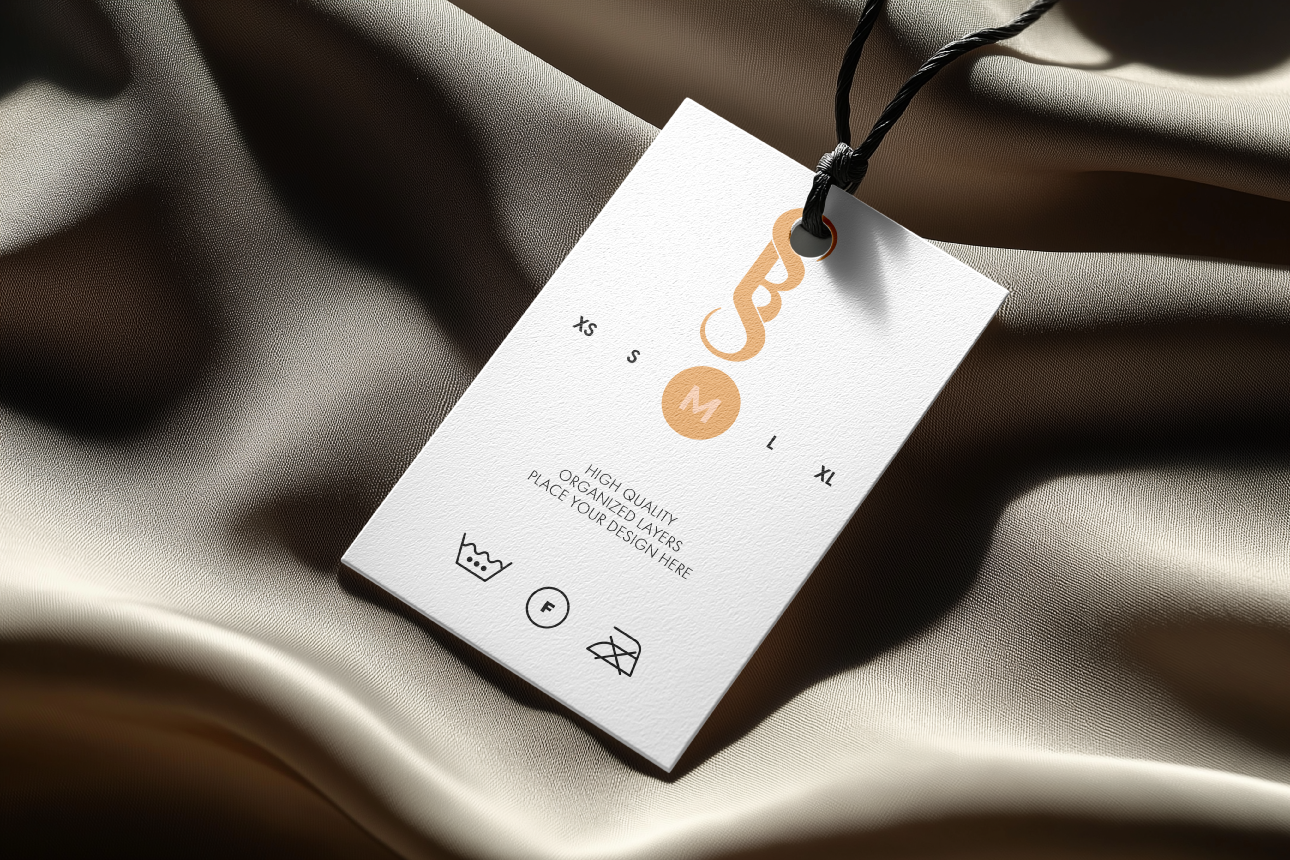 XS S M L XL
HIGH QUALITY
ORGANIZED LAYERS
PLACE YOUR DESIGN HERE
F